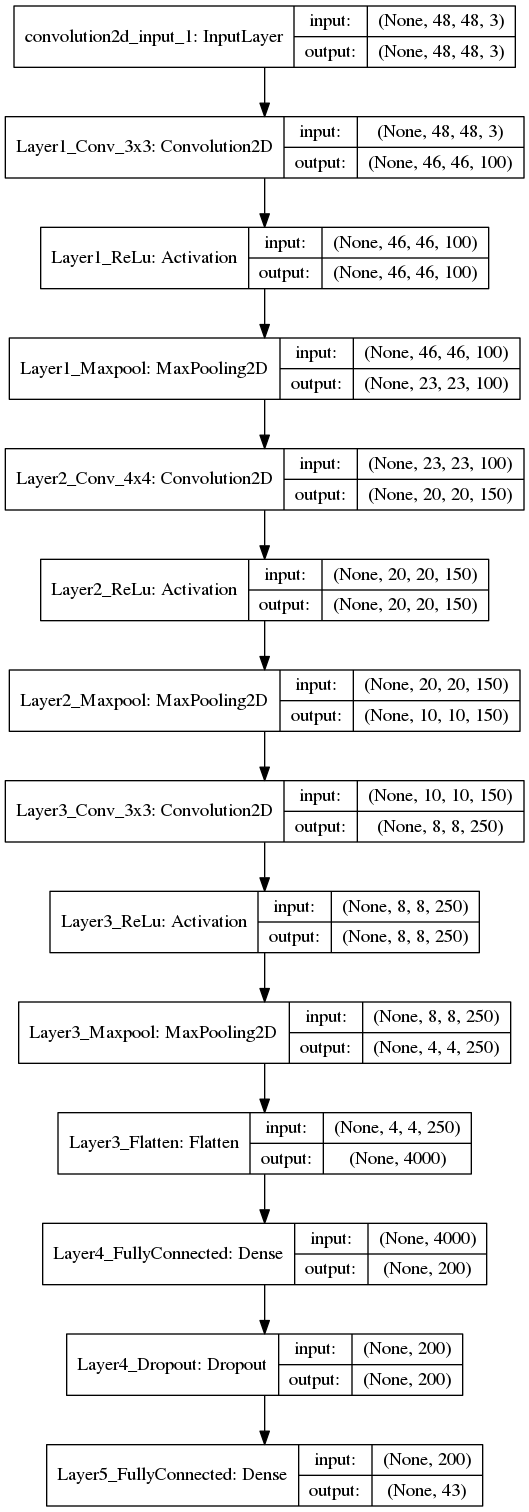 convolution2d_input_1: InputLayer
input: (None, 48, 48, 3)
output: (None, 48, 48, 3)
Layer1_Conv_3x3: Convolution2D
input: (None, 48, 48, 3)
output: (None, 46, 46, 100)
Layer1_ReLu: Activation
input: (None, 46, 46, 100)
output: (None, 46, 46, 100)
Layer1_Maxpool: MaxPooling2D
input: (None, 46, 46, 100)
output: (None, 23, 23, 100)
Layer2_Conv_4x4: Convolution2D
input: (None, 23, 23, 100)
output: (None, 20, 20, 150)
Layer2_ReLu: Activation
input: (None, 20, 20, 150)
output: (None, 20, 20, 150)
Layer2_Maxpool: MaxPooling2D
input: (None, 20, 20, 150)
output: (None, 10, 10, 150)
Layer3_Conv_3x3: Convolution2D
input: (None, 10, 10, 150)
output: (None, 8, 8, 250)
Layer3_ReLu: Activation
input: (None, 8, 8, 250)
output: (None, 8, 8, 250)
Layer3_Maxpool: MaxPooling2D
input: (None, 8, 8, 250)
output: (None, 4, 4, 250)
Layer3_Flatten: Flatten
input: (None, 4, 4, 250)
output: (None, 4000)
Layer4_FullyConnected: Dense
input: (None, 4000)
output: (None, 200)
Layer4_Dropout: Dropout
input: (None, 200)
output: (None, 200)
Layer5_FullyConnected: Dense
input: (None, 200)
output: (None, 43)